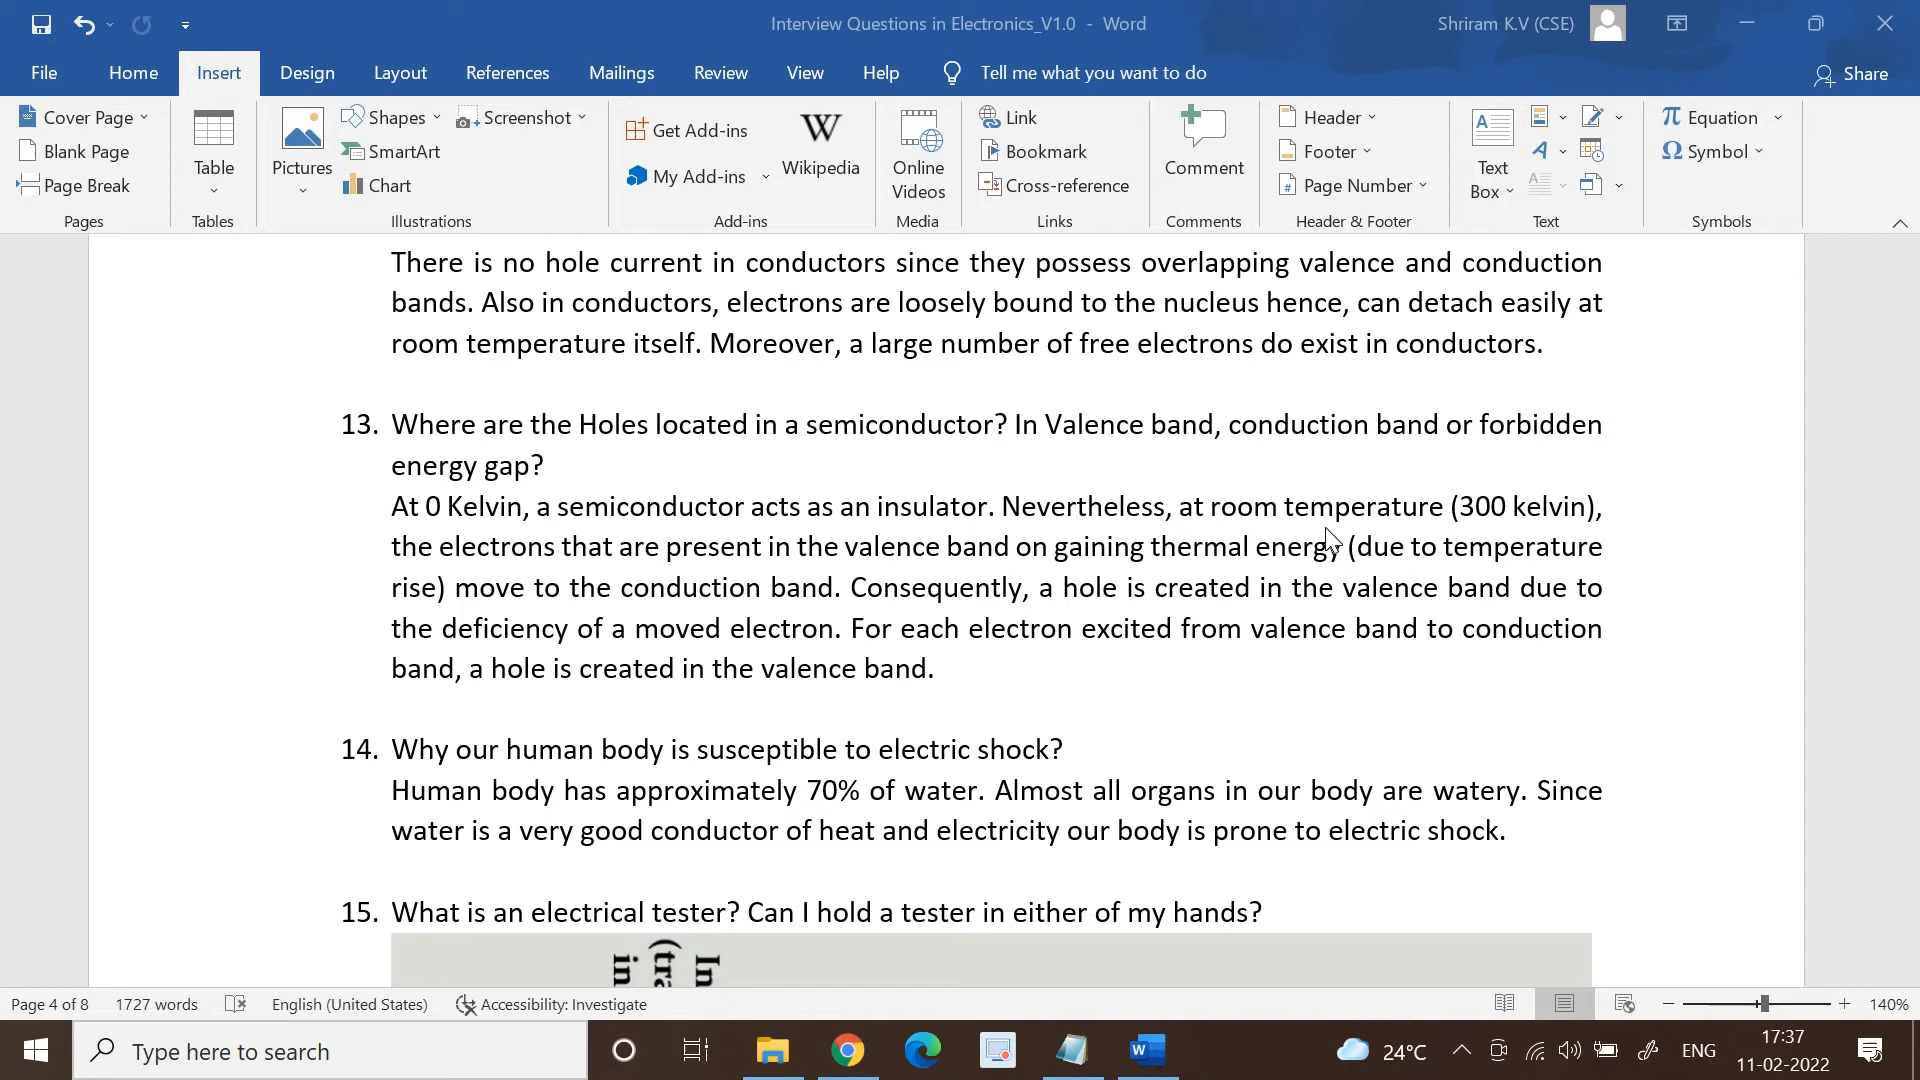 Interview Questions in Electronics_V1.0 - Word
Shriram K.V (CSE)
File Home Insert Design Layout References Mailings Review View Help Tell me what you want to do Share
Cover Page
Blank Page
Page Break
Pages
Table
Tables
Pictures
Shapes
SmartArt
Chart
Screenshot
Illustrations
Get Add-ins
My Add-ins
W
Wikipedia
Add-ins
Online
Videos
Media
Link
Bookmark
Cross-reference
Links
Comment
Comments
Header
Footer
Page Number
Header & Footer
Text
Box
Text
Equation
Symbol
Symbols
There is no hole current in conductors since they possess overlapping valence and conduction
bands. Also in conductors, electrons are loosely bound to the nucleus hence, can detach easily at
room temperature itself. Moreover, a large number of free electrons do exist in conductors.
13. Where are the Holes located in a semiconductor? In Valence band, conduction band or forbidden
energy gap?
At 0 Kelvin, a semiconductor acts as an insulator. Nevertheless, at room temperature (300 kelvin),
the electrons that are present in the valence band on gaining thermal energy (due to temperature
rise) move to the conduction band. Consequently, a hole is created in the valence band due to
the deficiency of a moved electron. For each electron excited from valence band to conduction
band, a hole is created in the valence band.
14. Why our human body is susceptible to electric shock?
Human body has approximately 70% of water. Almost all organs in our body are watery. Since
water is a very good conductor of heat and electricity our body is prone to electric shock.
15. What is an electrical tester? Can I hold a tester in either of my hands?
In
(tra
in
Page 4 of 8 1727 words English (United States) Accessibility: Investigate 140%
Type here to search
24°C
ENG
17:37
11-02-2022